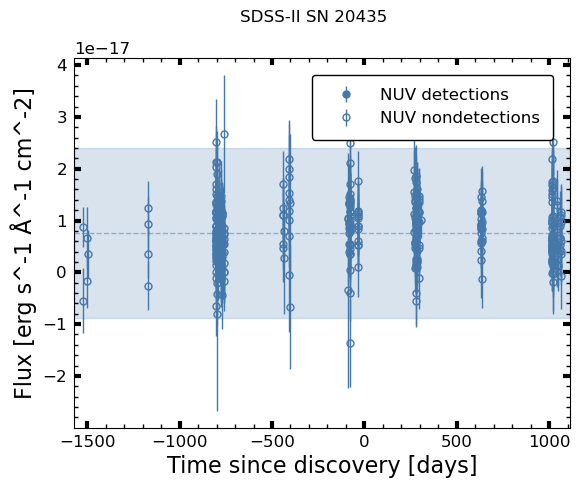 SDSS-II SN 20435
1e−17
NUV detections
NUV nondetections
4
3
2
1
0
−1
−2
Flux [erg s^-1 Å^-1 cm^-2]
−1500 −1000 −500 0 500 1000
Time since discovery [days]